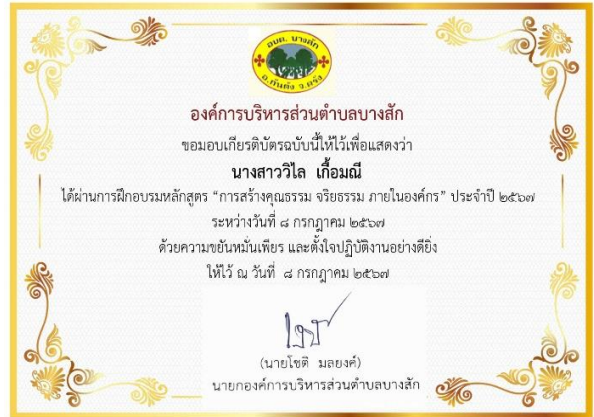 อบต. บางสัก
อ.กันตัง จ.ตรัง
องค์การบริหารส่วนตำบลบางสัก
ขอมอบเกียรติบัตรฉบับนี้ให้ไว้เพื่อแสดงว่า
นางสาววิไล เกื้อมณี
ได้ผ่านการฝึกอบรมหลักสูตร “การสร้างคุณธรรม จริยธรรม ภายในองค์กร” ประจำปี ๒๕๖๗
ระหว่างวันที่ ๘ กรกฎาคม ๒๕๖๗
ด้วยความขยันหมั่นเพียร และตั้งใจปฏิบัติงานอย่างดียิ่ง
ให้ไว้ ณ วันที่ ๘ กรกฎาคม ๒๕๖๗
(นายโชติ มลยงค์)
นายกองค์การบริหารส่วนตำบลบางสัก